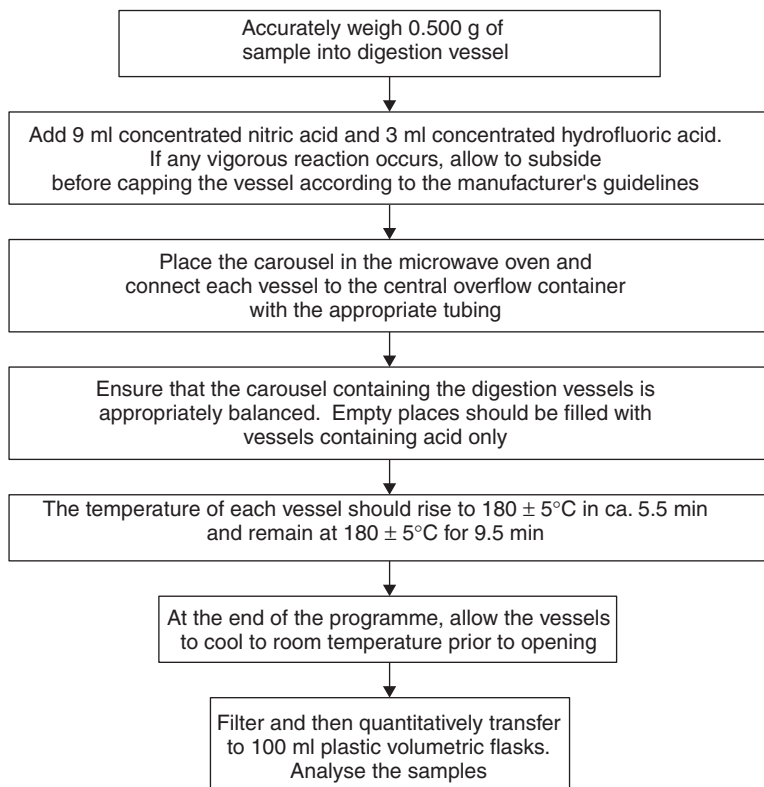 Accurately weigh 0.500 g of
sample into digestion vessel
Add 9 ml concentrated nitric acid and 3 ml concentrated hydrofluoric acid.
If any vigorous reaction occurs, allow to subside
before capping the vessel according to the manufacturer's guidelines
Place the carousel in the microwave oven and
connect each vessel to the central overflow container
with the appropriate tubing
Ensure that the carousel containing the digestion vessels is
appropriately balanced. Empty places should be filled with
vessels containing acid only
The temperature of each vessel should rise to 180 ± 5°C in ca. 5.5 min
and remain at 180 ± 5°C for 9.5 min
At the end of the programme, allow the vessels
to cool to room temperature prior to opening
Filter and then quantitatively transfer
to 100 ml plastic volumetric flasks.
Analyse the samples